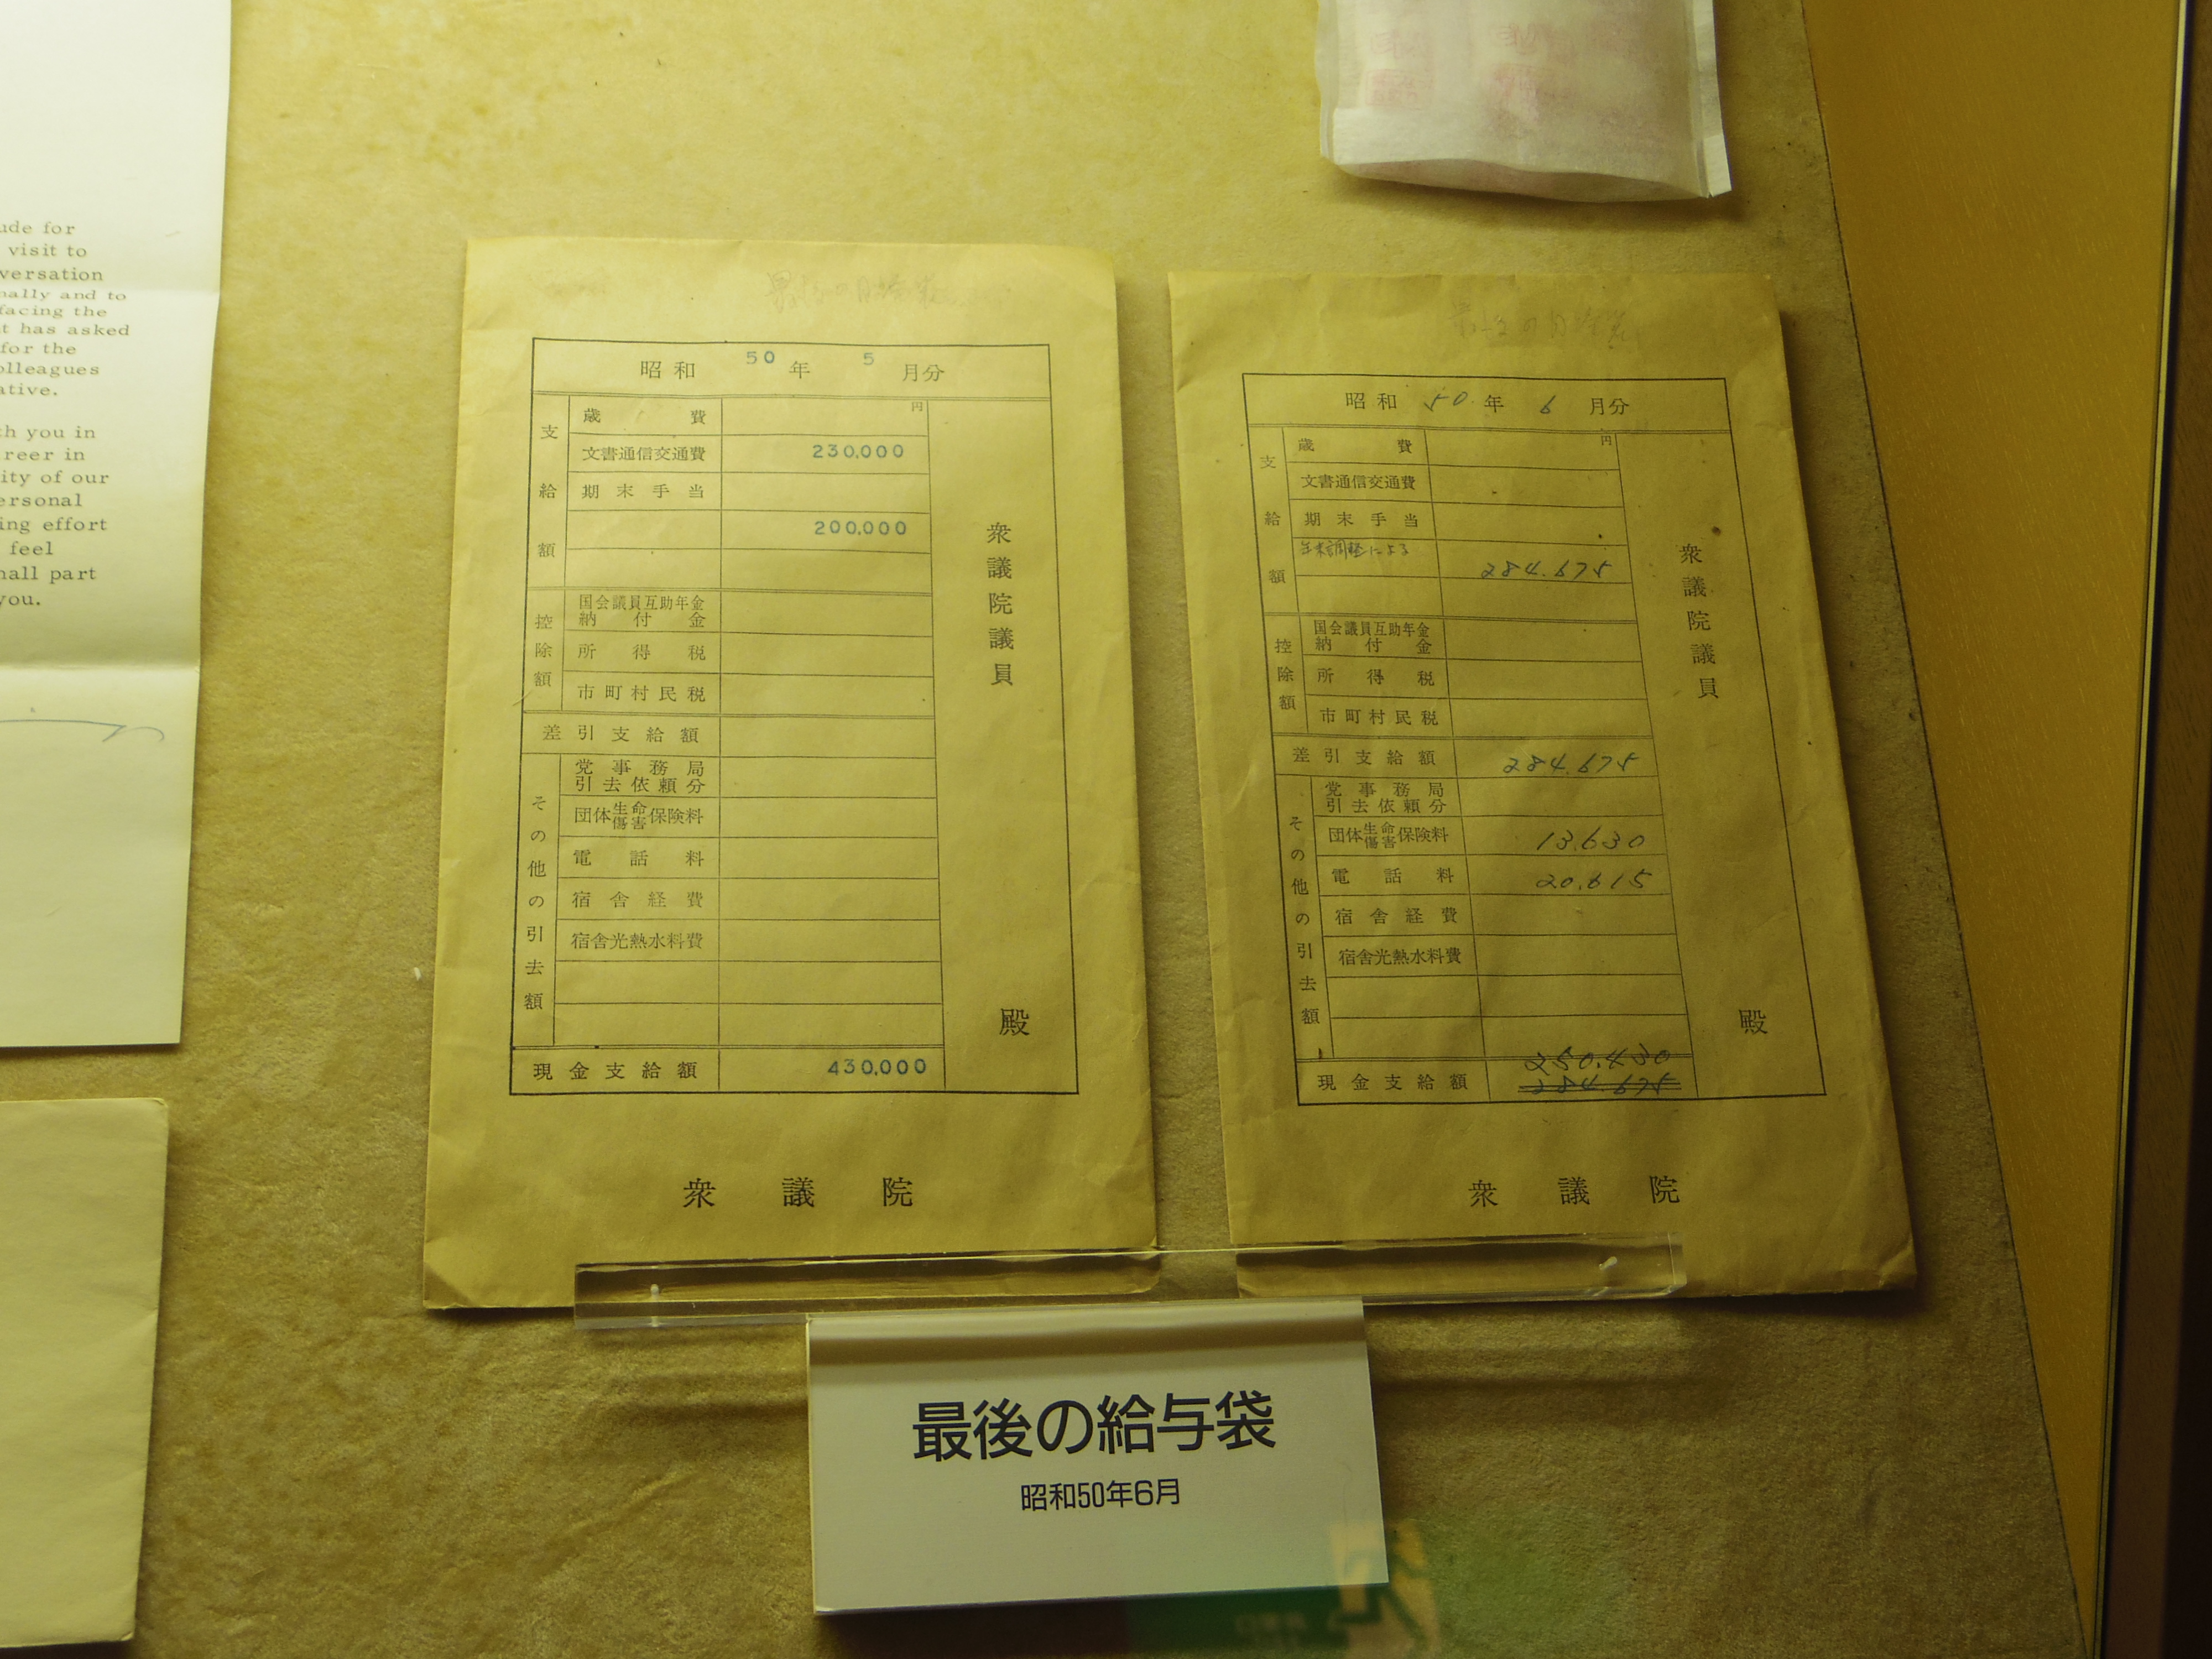 ude for
visit to
versation
nally and to
facing the
t has asked
for the
olleagues
ative.
th you in
reer in
ity of our
ersonal
ing effort
feel
nall part
you.
昭和 50 年 5 月分
支給額
歳費 円
文書通信交通費 230,000
期末手当
200,000
控除額
国会議員互助年金
納付金
所得税
市町村民税
差引支給額
その他の引去額
党事務局
引去依頼分
団体生命傷害保険料
電話料
宿舎経費
宿舎光熱水料費
現金支給額 430,000
衆議院議員
殿
衆議院
昭和 50 年 6 月分
支給額
歳費 円
文書通信交通費
期末手当
年末調整による 284.675
控除額
国会議員互助年金
納付金
所得税
市町村民税
差引支給額 284.675
その他の引去額
党事務局
引去依頼分
団体生命傷害保険料 13.630
電話料 20.615
宿舎経費
宿舎光熱水料費
250.430
現金支給額 284.675
衆議院議員
殿
衆議院
最後の給与袋
昭和50年6月